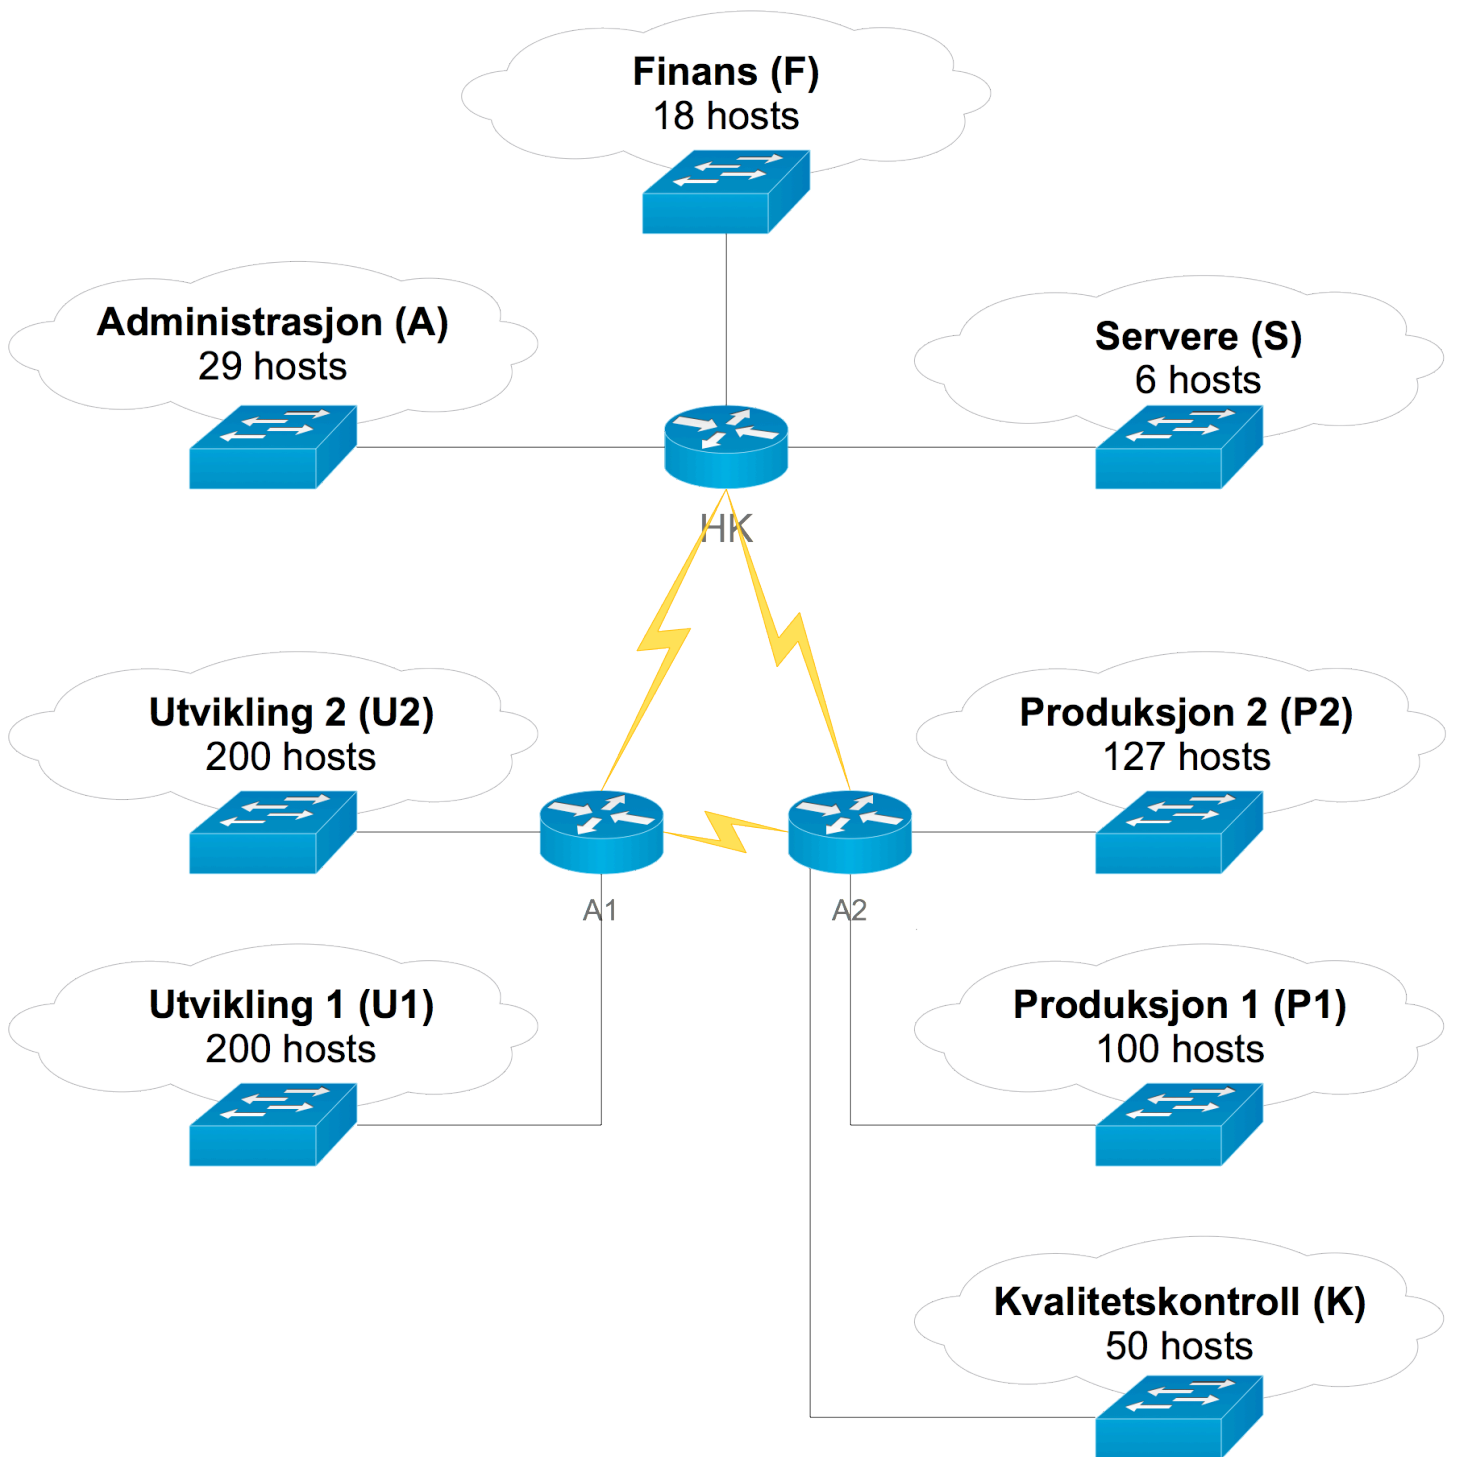 Finans (F)
18 hosts
Administrasjon (A)
29 hosts
Servere (S)
6 hosts
HK
Utvikling 2 (U2)
200 hosts
Produksjon 2 (P2)
127 hosts
A1
A2
Utvikling 1 (U1)
200 hosts
Produksjon 1 (P1)
100 hosts
Kvalitetskontroll (K)
50 hosts